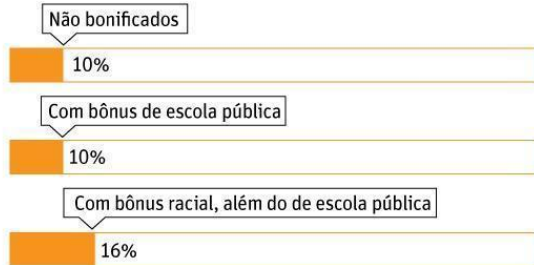 Não bonificados
10%
Com bônus de escola pública
10%
Com bônus racial, além do de escola pública
16%